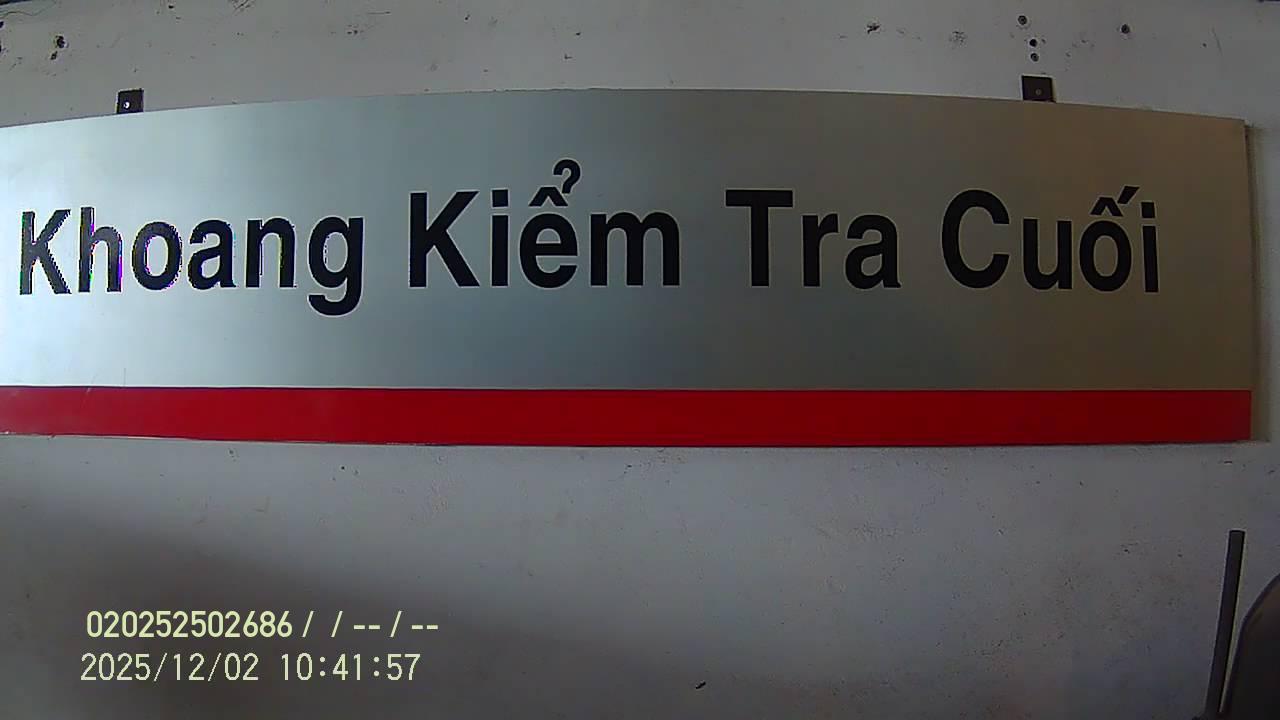 Khoang Kiểm Tra Cuối
020252502686 / / -- / --
2025/12/02 10:41:57